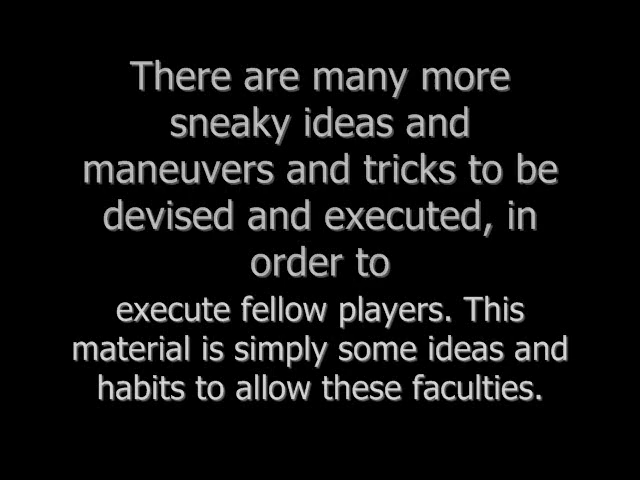 There are many more
sneaky ideas and
maneuvers and tricks to be
devised and executed, in
order to
execute fellow players. This
material is simply some ideas and
habits to allow these faculties.